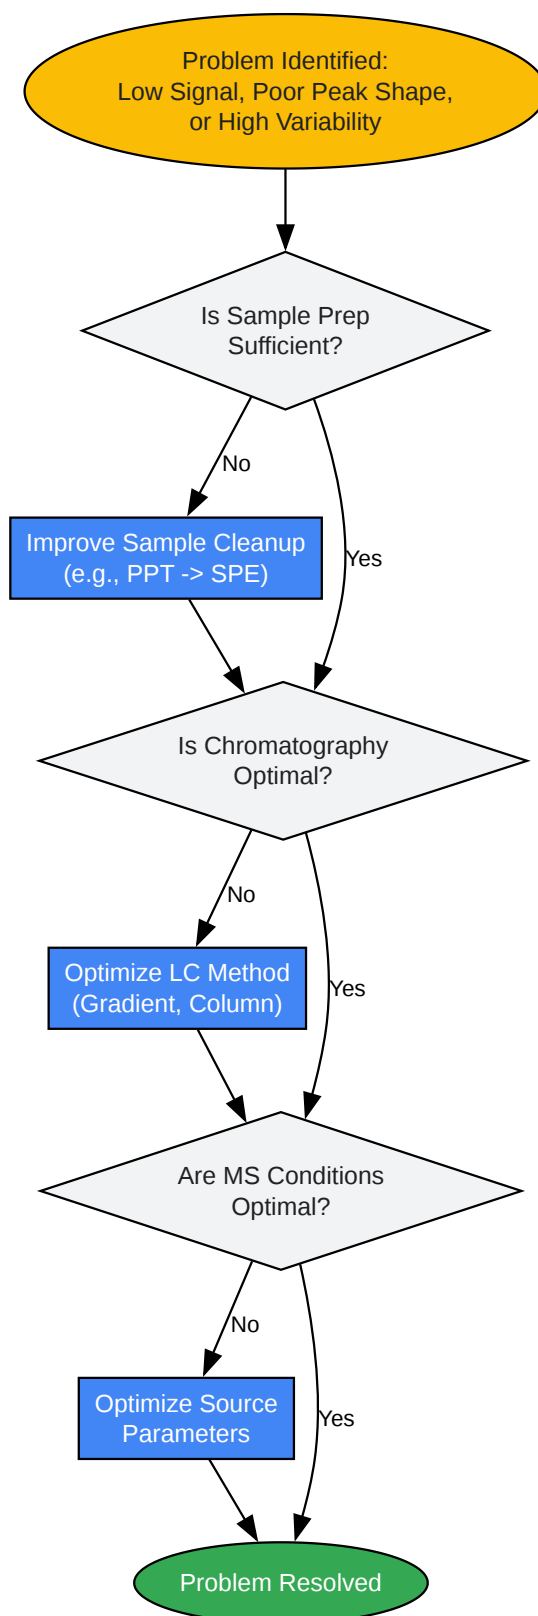 Problem Identified:
Low Signal, Poor Peak Shape,
or High Variability
Is Sample Prep
Sufficient?
No
Improve Sample Cleanup
(e.g., PPT -> SPE)
Yes
Is Chromatography
Optimal?
No
Optimize LC Method
(Gradient, Column)
Yes
Are MS Conditions
Optimal?
No
Optimize Source
Parameters
Yes
Problem Resolved